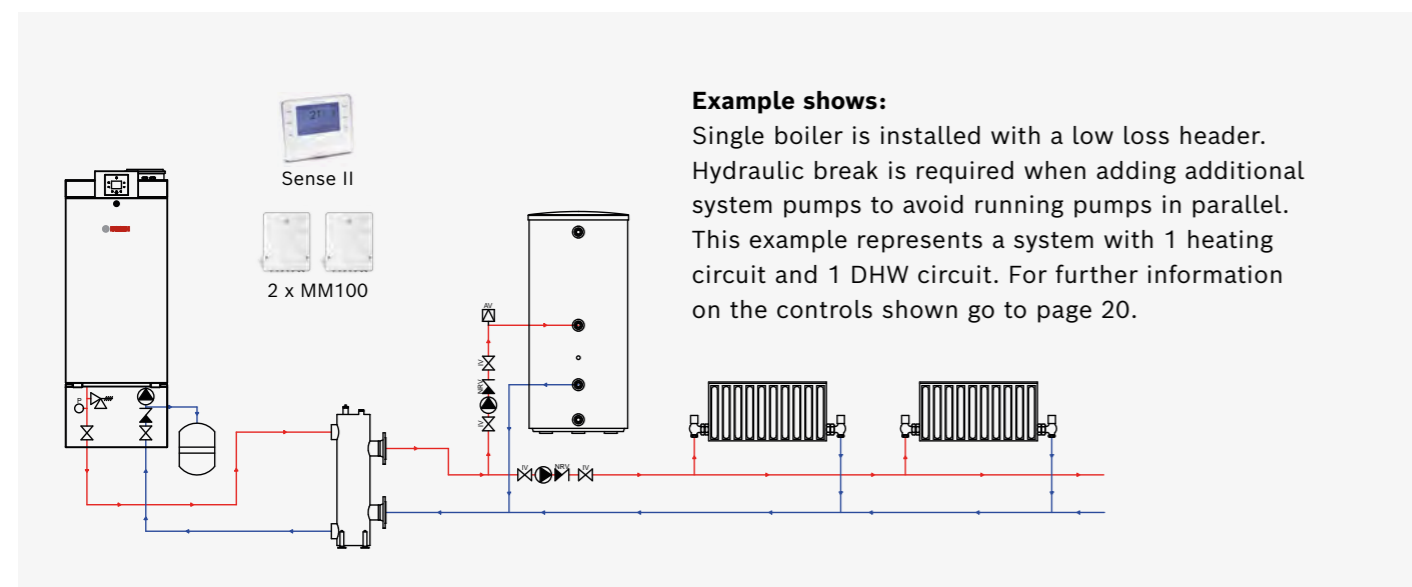 Example shows:
Single boiler is installed with a low loss header.
Hydraulic break is required when adding additional
system pumps to avoid running pumps in parallel.
This example represents a system with 1 heating
circuit and 1 DHW circuit. For further information
on the controls shown go to page 20.
Sense II
2 x MM100
P
AV
IV
NRV
IV
IV
NRV
IV